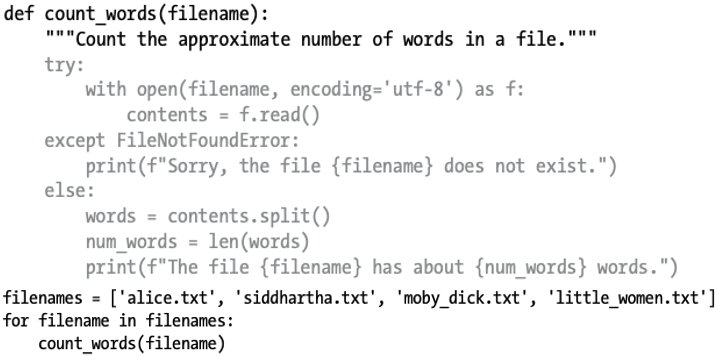 def count_words(filename):
    """Count the approximate number of words in a file."""
    try:
        with open(filename, encoding='utf-8') as f:
            contents = f.read()
    except FileNotFoundError:
        print(f"Sorry, the file {filename} does not exist.")
    else:
        words = contents.split()
        num_words = len(words)
        print(f"The file {filename} has about {num_words} words.")
filenames = ['alice.txt', 'siddhartha.txt', 'moby_dick.txt', 'little_women.txt']
for filename in filenames:
    count_words(filename)